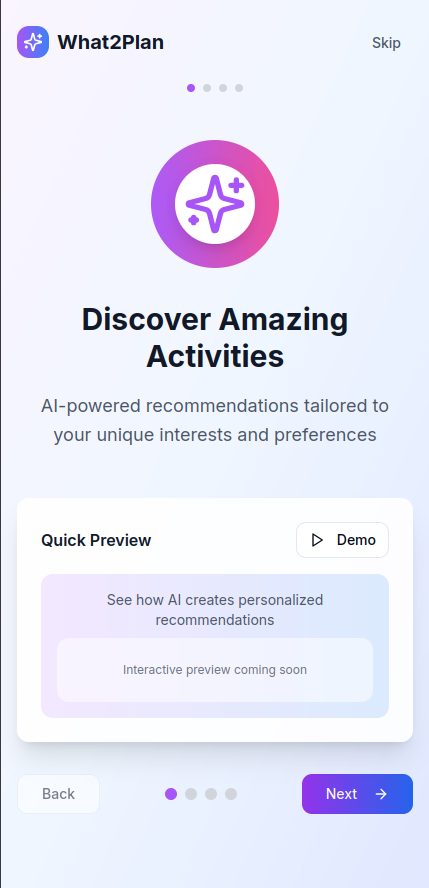 What2Plan
Skip
Discover Amazing
Activities
AI-powered recommendations tailored to
your unique interests and preferences
Quick Preview
Demo
See how AI creates personalized
recommendations
Interactive preview coming soon
Back
Next